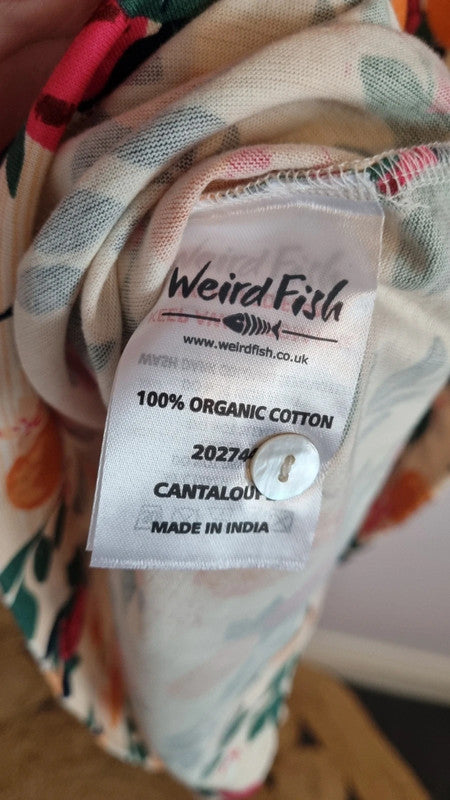 Weird Fish
www.weirdfish.co.uk
100% ORGANIC COTTON
MADE IN INDIA